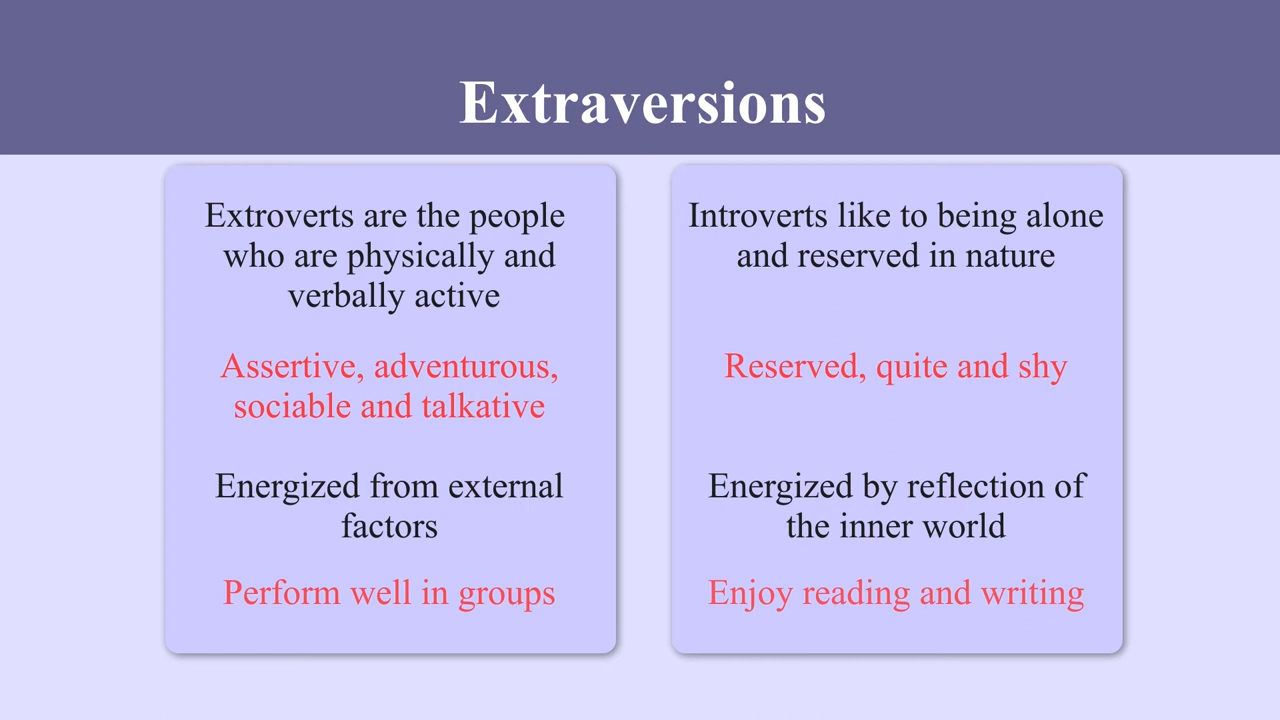 Extraversions
Extroverts are the people
who are physically and
verbally active
Assertive, adventurous,
sociable and talkative
Energized from external
factors
Perform well in groups
Introverts like to being alone
and reserved in nature
Reserved, quite and shy
Energized by reflection of
the inner world
Enjoy reading and writing